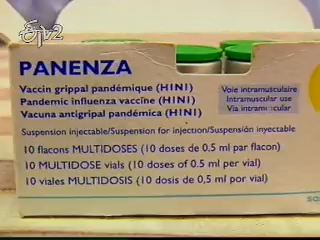 etv2
PANENZA
Vaccin grippal pandémique (H1N1)
Pandemic influenza vaccine (H1N1)
Vacuna antigripal pandémica (H1N1)
Voie intramusculaire
Intramuscular use
Vía intramuscular
Suspension injectable/Suspension for injection/Suspensión inyectable
10 flacons MULTIDOSES (10 doses de 0.5 ml par flacon)
10 MULTIDOSE vials (10 doses of 0.5 ml per vial)
10 viales MULTIDOSIS (10 dosis de 0,5 ml por vial)